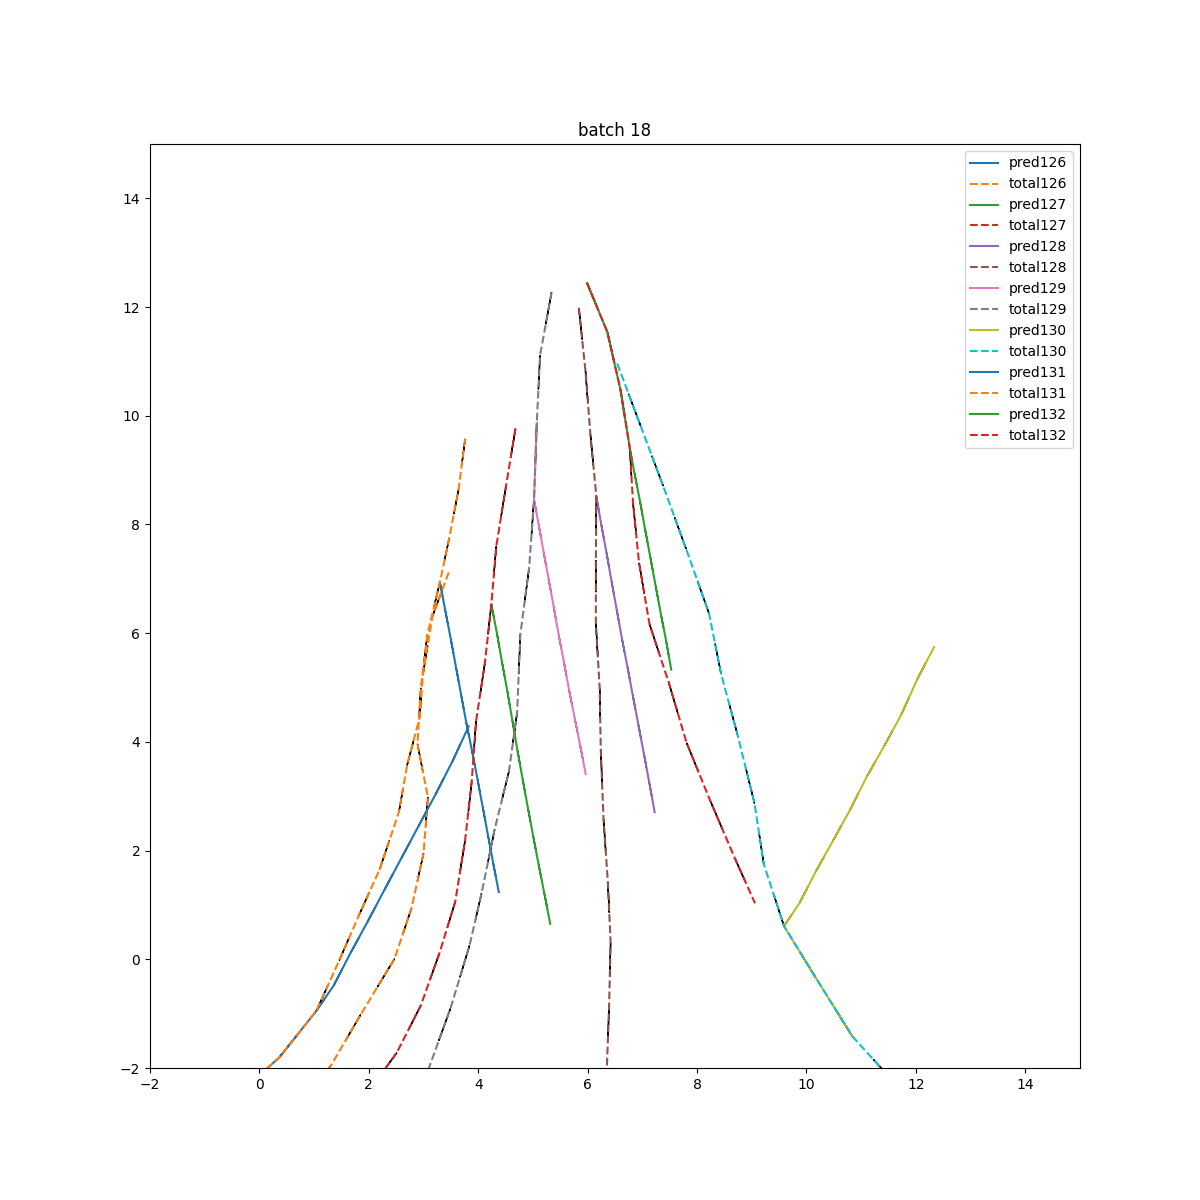 batch 18
pred126
total126
pred127
total127
pred128
total128
pred129
total129
pred130
total130
pred131
total131
pred132
total132
14
12
10
8
6
4
2
0
−2
−2 0 2 4 6 8 10 12 14